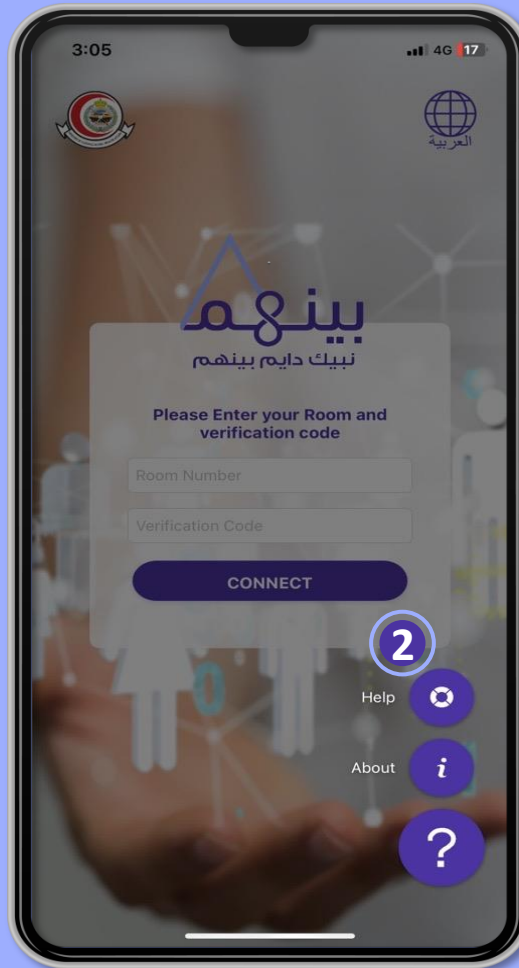 3:05
4G 17
العربية
بينهم
نبيك دايم بينهم
Please Enter your Room and
verification code
Room Number
Verification Code
CONNECT
2
Help
About
i
?